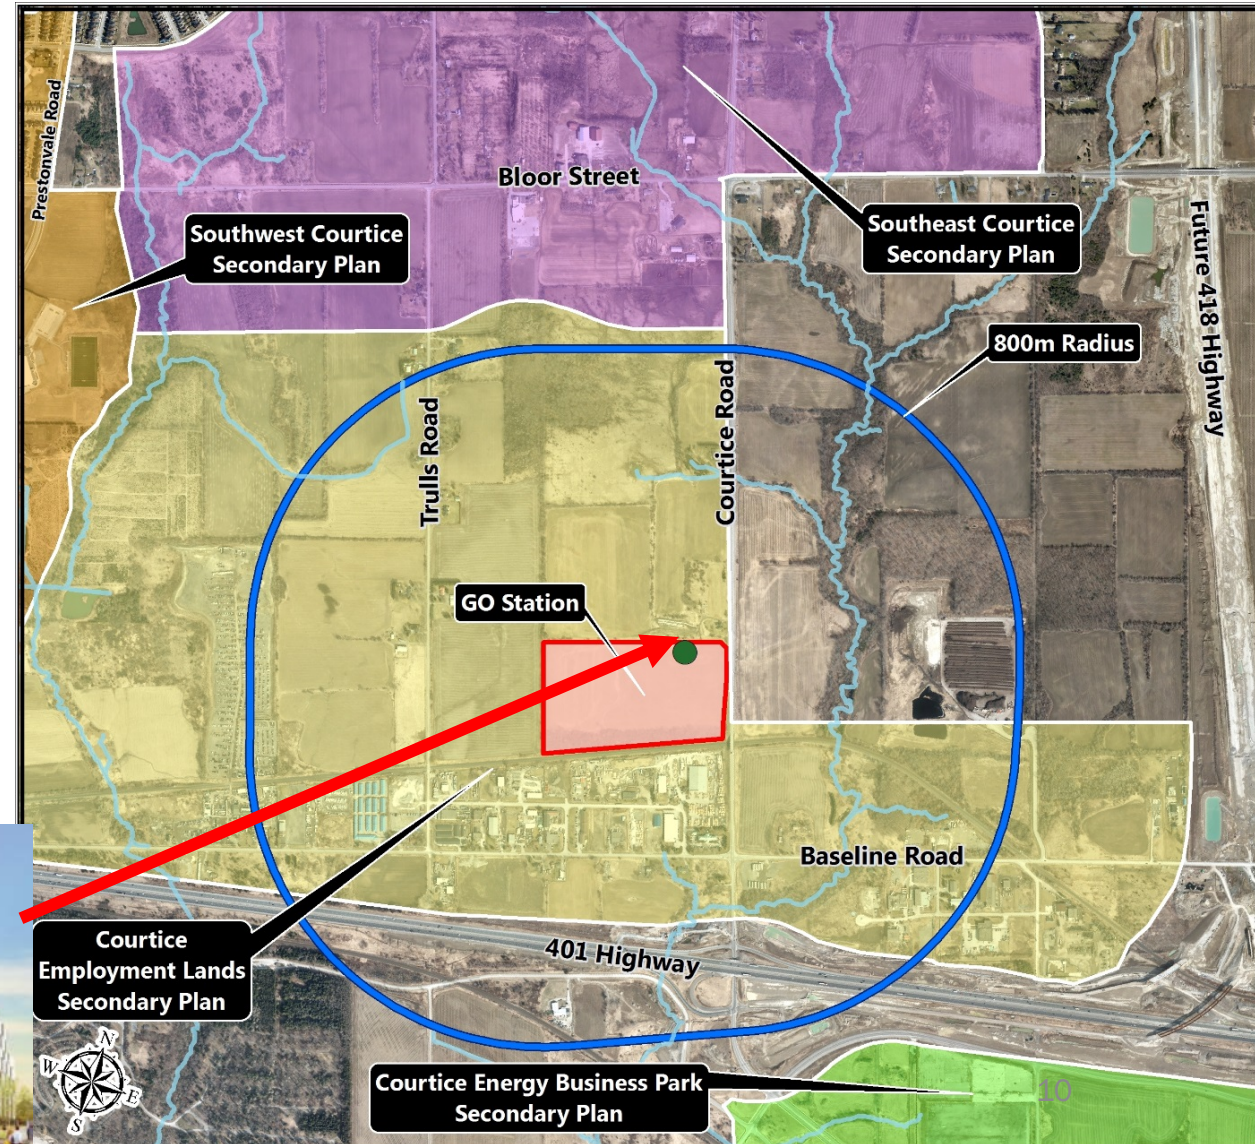 Prestonvale Road
Bloor Street
Southwest Courtice
Secondary Plan
Southeast Courtice
Secondary Plan
Future 418 Highway
800m Radius
Trulls Road
Courtice Road
GO Station
Baseline Road
Courtice
Employment Lands
Secondary Plan
401 Highway
N
W
E
S
Courtice Energy Business Park
Secondary Plan
10